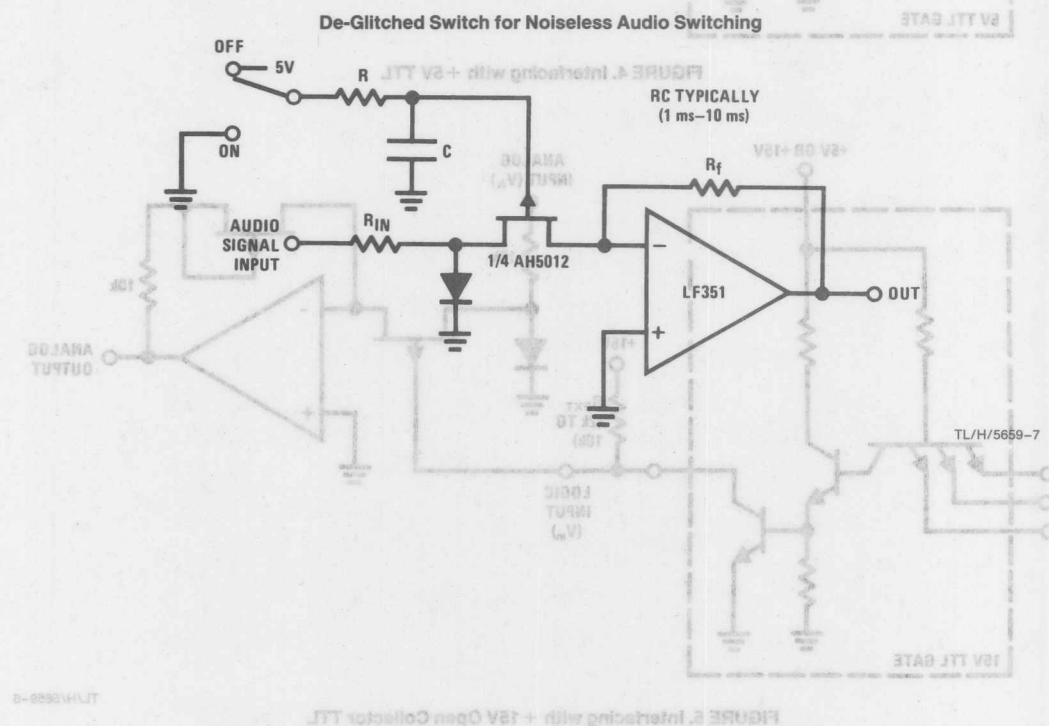 De-Glitched Switch for Noiseless Audio Switching
OFF
5V
R
RC TYPICALLY
(1 ms–10 ms)
ON
C
Rf
AUDIO
SIGNAL
INPUT
RIN
1/4 AH5012
−
LF351
OUT
+
TL/H/5659–7
5V TTL GATE
FIGURE 4. Interfacing with + 5V TTL
+5V OR +15V
ANALOG
INPUT (VA)
10k
ANALOG
OUTPUT
+
+15V
10k)
LOGIC
INPUT
15V TTL GATE
TL/H/5659–6
FIGURE 5. Interfacing with + 15V Open Collector TTL